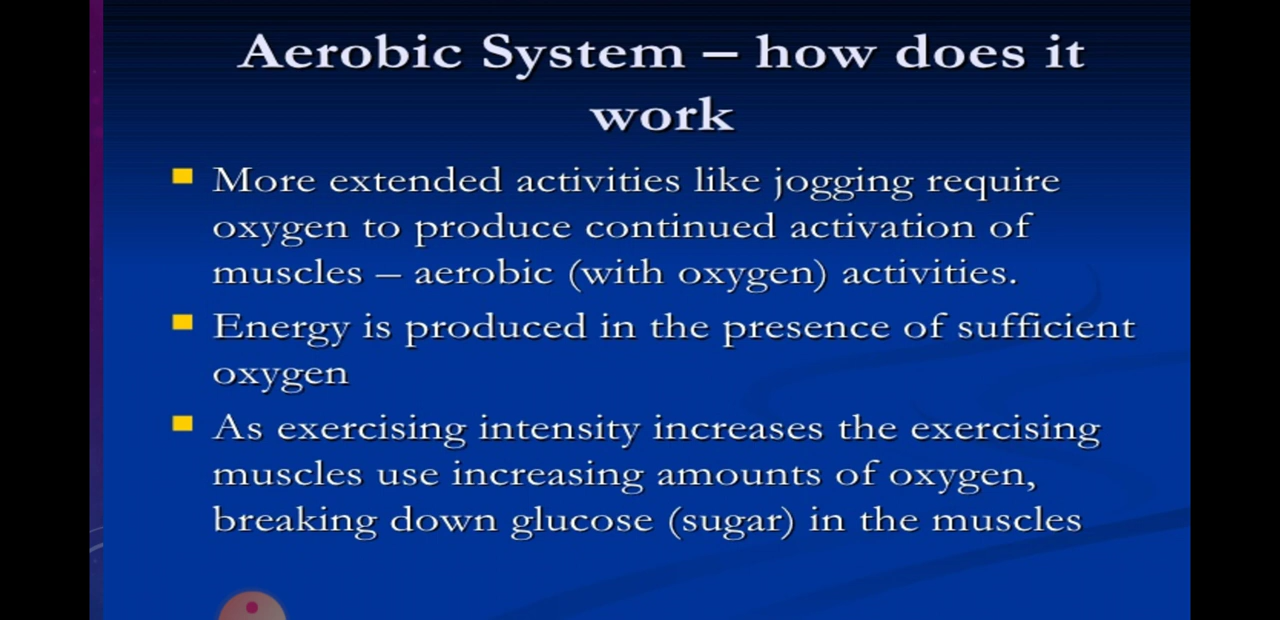 Aerobic System – how does it
work
More extended activities like jogging require
oxygen to produce continued activation of
muscles – aerobic (with oxygen) activities.
Energy is produced in the presence of sufficient
oxygen
As exercising intensity increases the exercising
muscles use increasing amounts of oxygen,
breaking down glucose (sugar) in the muscles